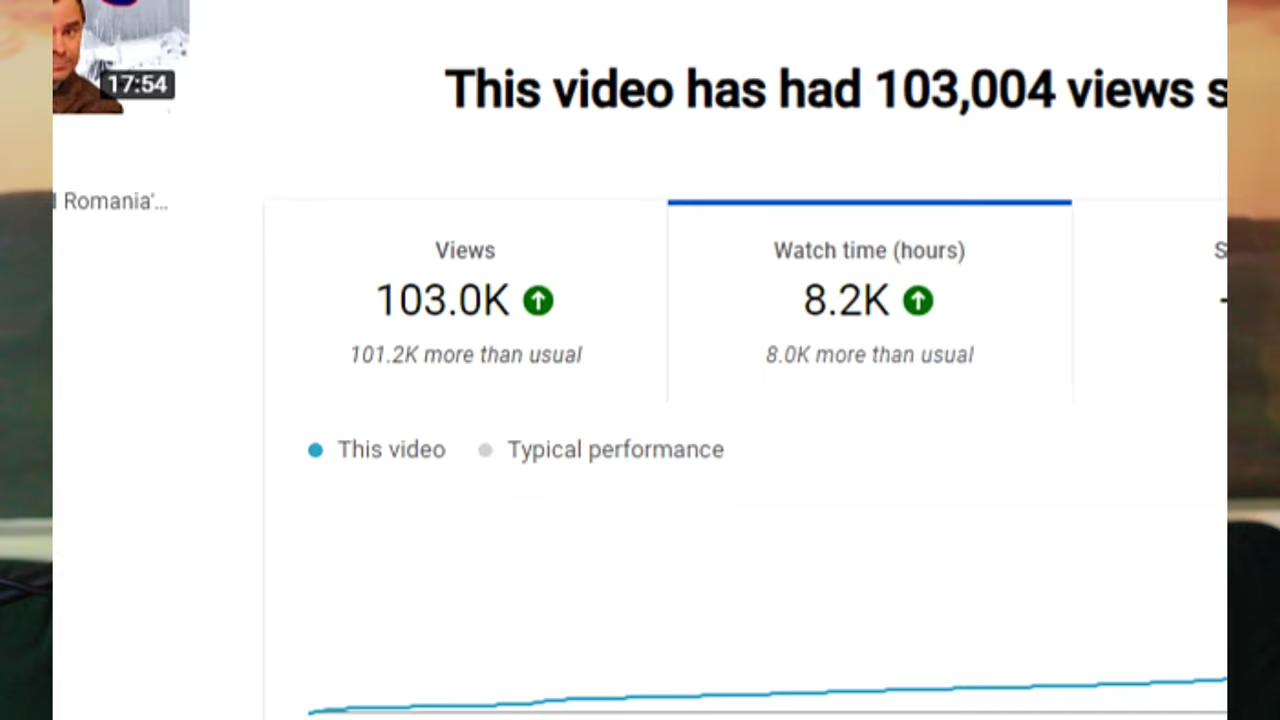 17:54
This video has had 103,004 views
Romania'...
Views
Watch time (hours)
103.0K
8.2K
101.2K more than usual
8.0K more than usual
This video
Typical performance